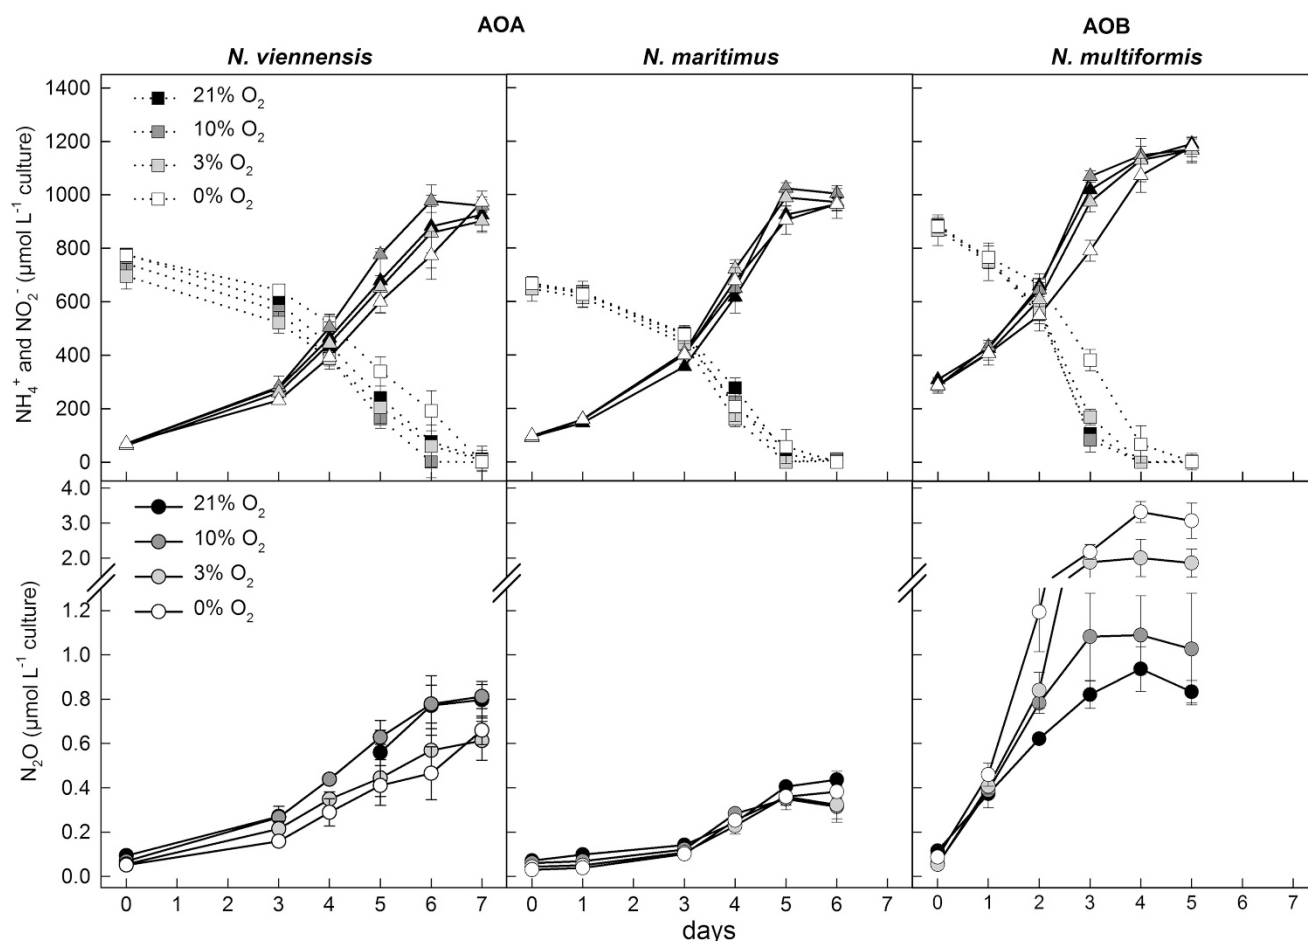 AOA AOB
N. viennensis N. maritimus N. multiformis
NH₄⁺ and NO₂⁻ (µmol L⁻¹ culture)
1400
1200
1000
800
600
400
200
0
21% O₂
10% O₂
3% O₂
0% O₂
N₂O (µmol L⁻¹ culture)
4.0
3.0
2.0
1.2
1.0
0.8
0.6
0.4
0.2
0.0
21% O₂
10% O₂
3% O₂
0% O₂
0 1 2 3 4 5 6 7 0 1 2 3 4 5 6 7 0 1 2 3 4 5 6 7
days